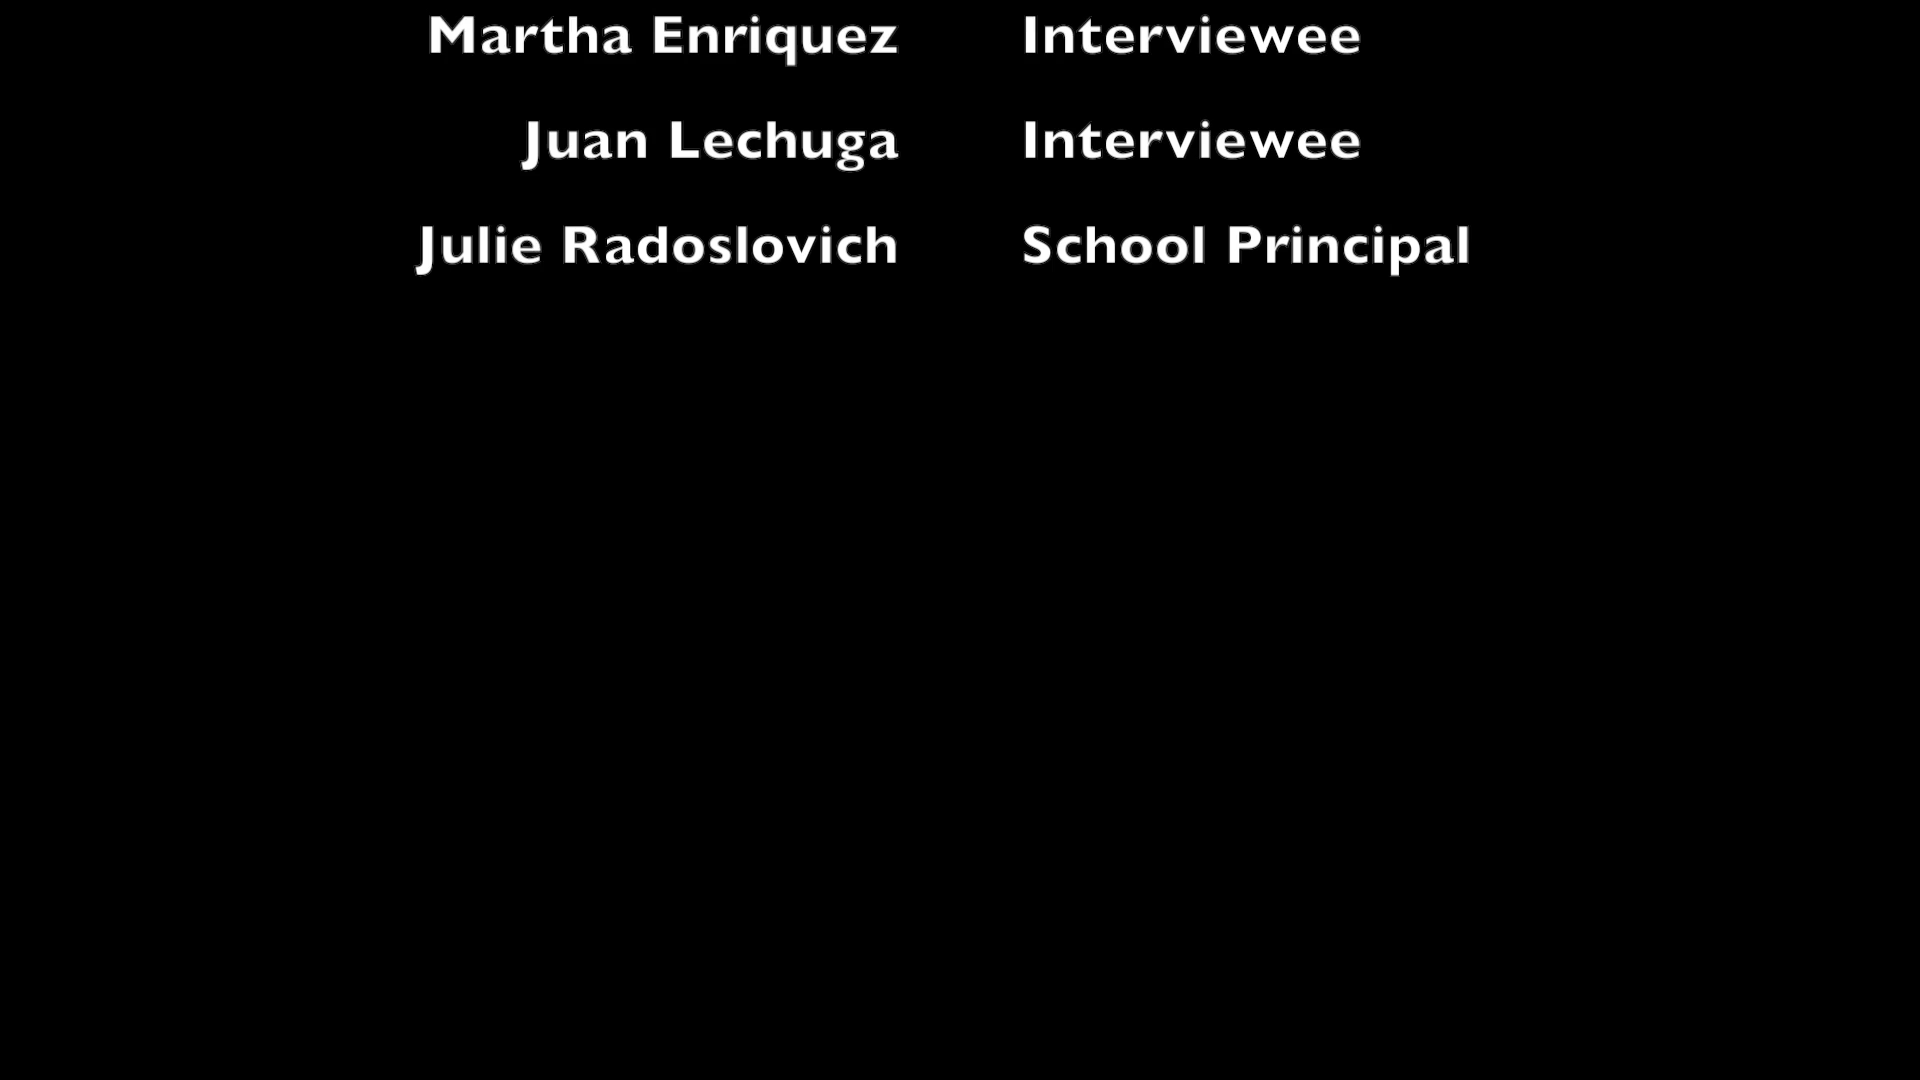 Martha Enriquez Interviewee
Juan Lechuga Interviewee
Julie Radoslovich School Principal